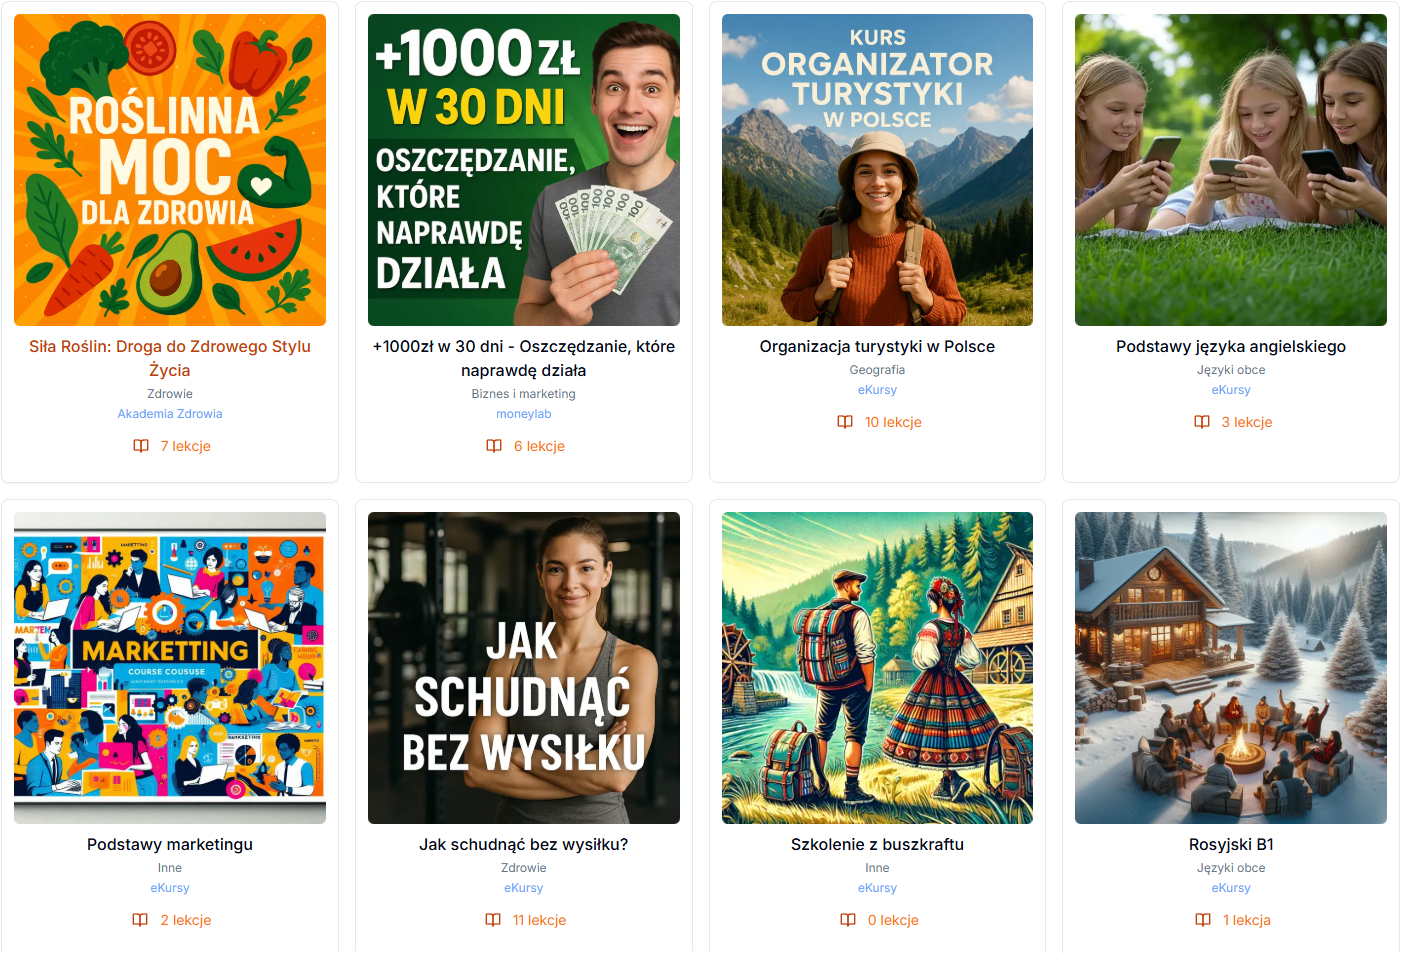 ROŚLINNA
MOC
DLA ZDROWIA
Siła Roślin: Droga do Zdrowego Stylu
Życia
Zdrowie
Akademia Zdrowia
7 lekcje
+1000 ZŁ
W 30 DNI
OSZCZĘDZANIE,
KTÓRE
NAPRAWDĘ
DZIAŁA
+1000zł w 30 dni - Oszczędzanie, które
naprawdę działa
Biznes i marketing
moneylab
6 lekcje
KURS
ORGANIZATOR
TURYSTYKI
W POLSCE
Organizacja turystyki w Polsce
Geografia
eKursy
10 lekcje
Podstawy języka angielskiego
Języki obce
eKursy
3 lekcje
MARKETTING
COURSE COUSUSE
Podstawy marketingu
Inne
eKursy
2 lekcje
JAK
SCHUDNĄĆ
BEZ WYSIŁKU
Jak schudnąć bez wysiłku?
Zdrowie
eKursy
11 lekcje
Szkolenie z buszkraftu
Inne
eKursy
0 lekcje
Rosyjski B1
Języki obce
eKursy
1 lekcja